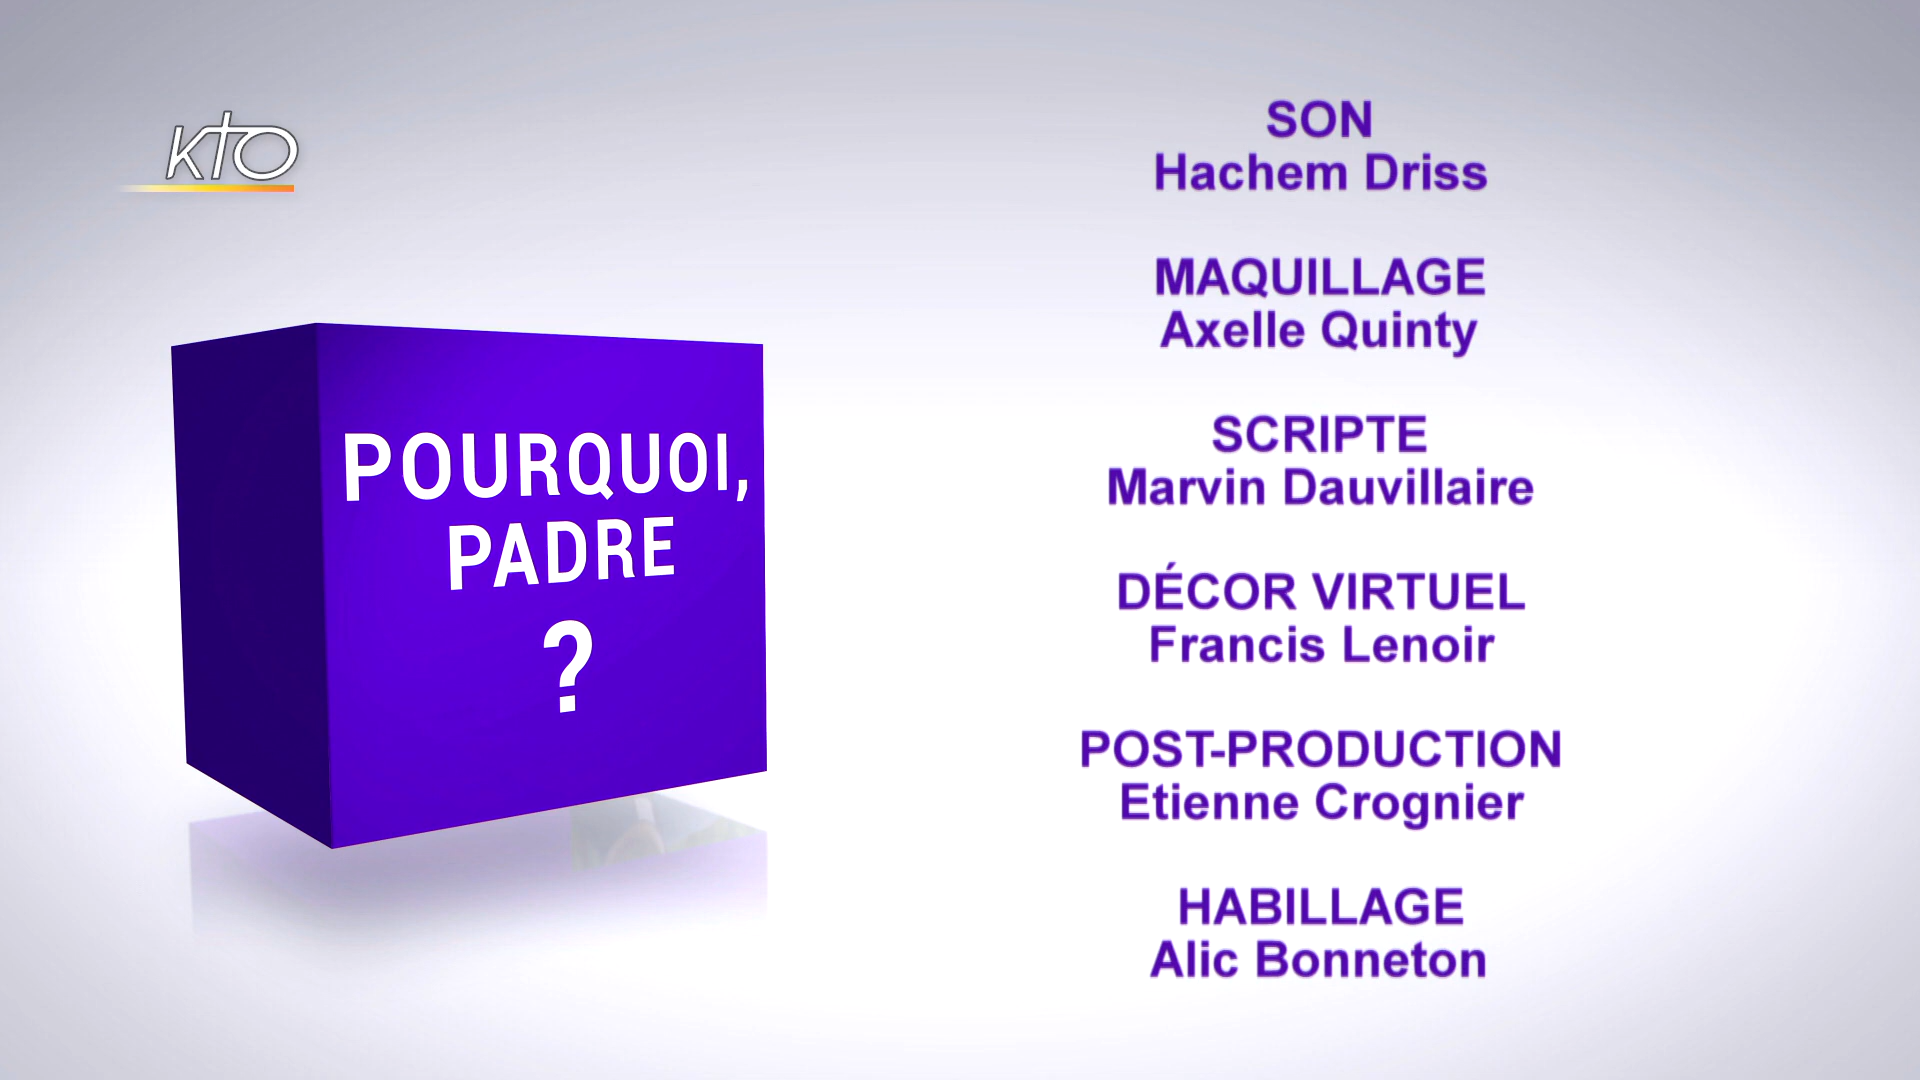 KTO
POURQUOI,
PADRE
?
SON
Hachem Driss
MAQUILLAGE
Axelle Quinty
SCRIPTE
Marvin Dauvillaire
DÉCOR VIRTUEL
Francis Lenoir
POST-PRODUCTION
Etienne Crognier
HABILLAGE
Alic Bonneton